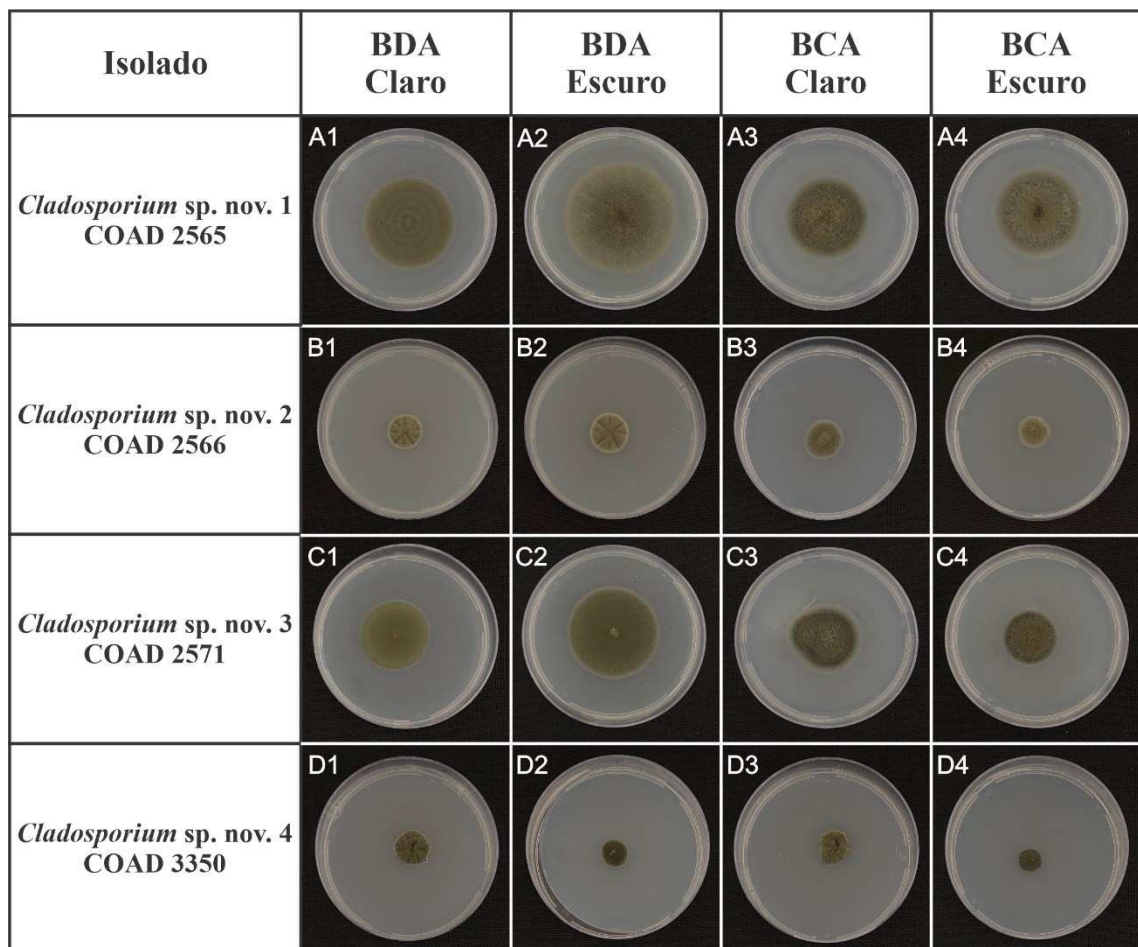 Isolado
BDA
Claro
BDA
Escuro
BCA
Claro
BCA
Escuro
Cladosporium sp. nov. 1
COAD 2565
A1
A2
A3
A4
Cladosporium sp. nov. 2
COAD 2566
B1
B2
B3
B4
Cladosporium sp. nov. 3
COAD 2571
C1
C2
C3
C4
Cladosporium sp. nov. 4
COAD 3350
D1
D2
D3
D4